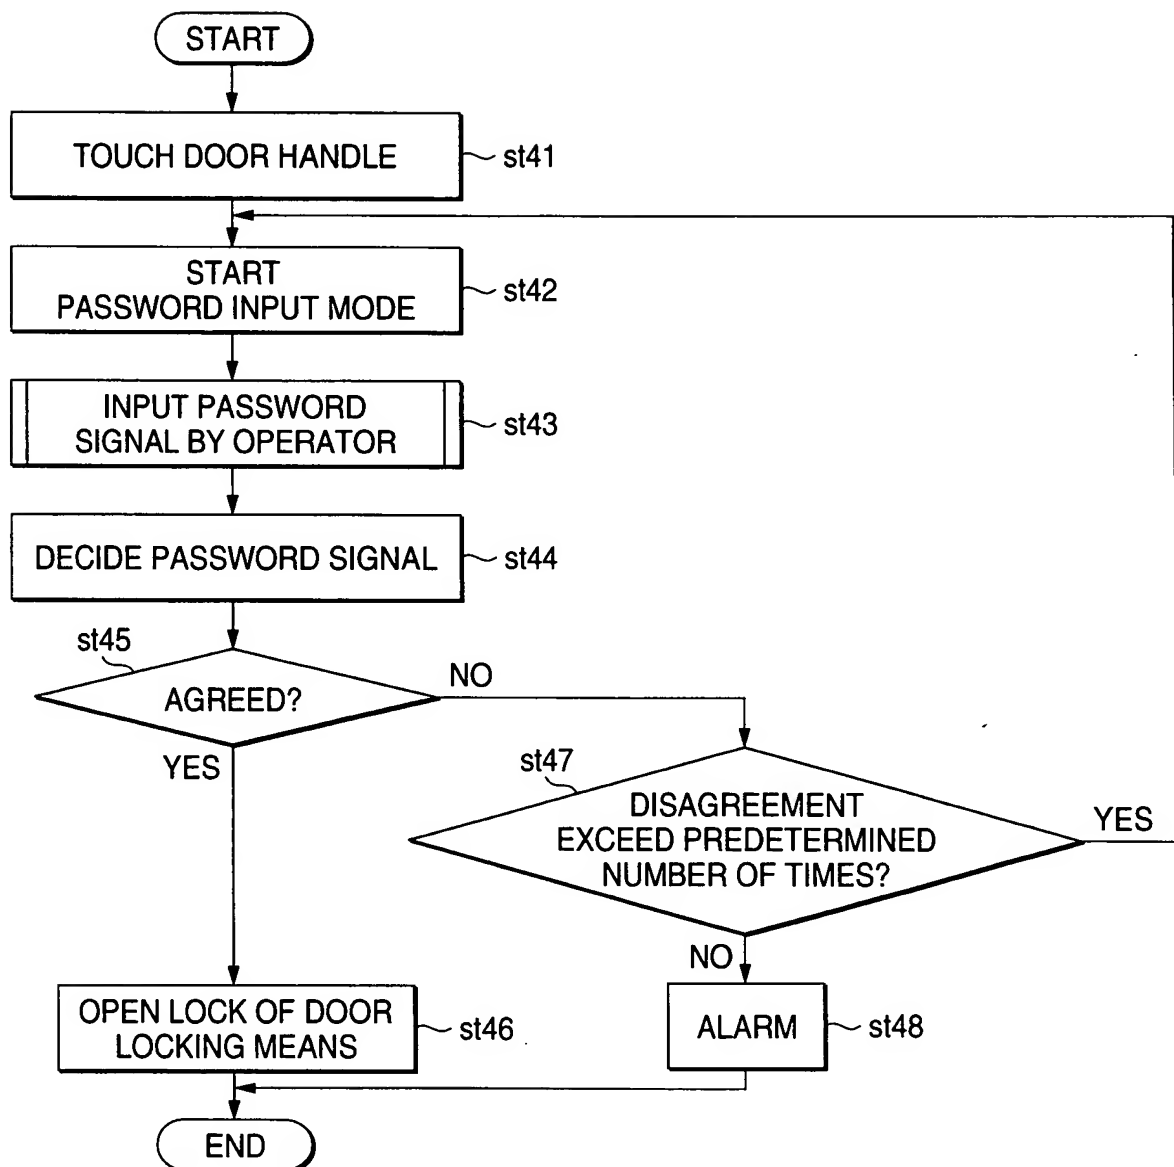 START
TOUCH DOOR HANDLE
st41
START
PASSWORD INPUT MODE
st42
INPUT PASSWORD
SIGNAL BY OPERATOR
st43
DECIDE PASSWORD SIGNAL
st44
st45
AGREED?
NO
YES
st47
DISAGREEMENT
EXCEED PREDETERMINED
NUMBER OF TIMES?
YES
NO
OPEN LOCK OF DOOR
LOCKING MEANS
st46
ALARM
st48
END